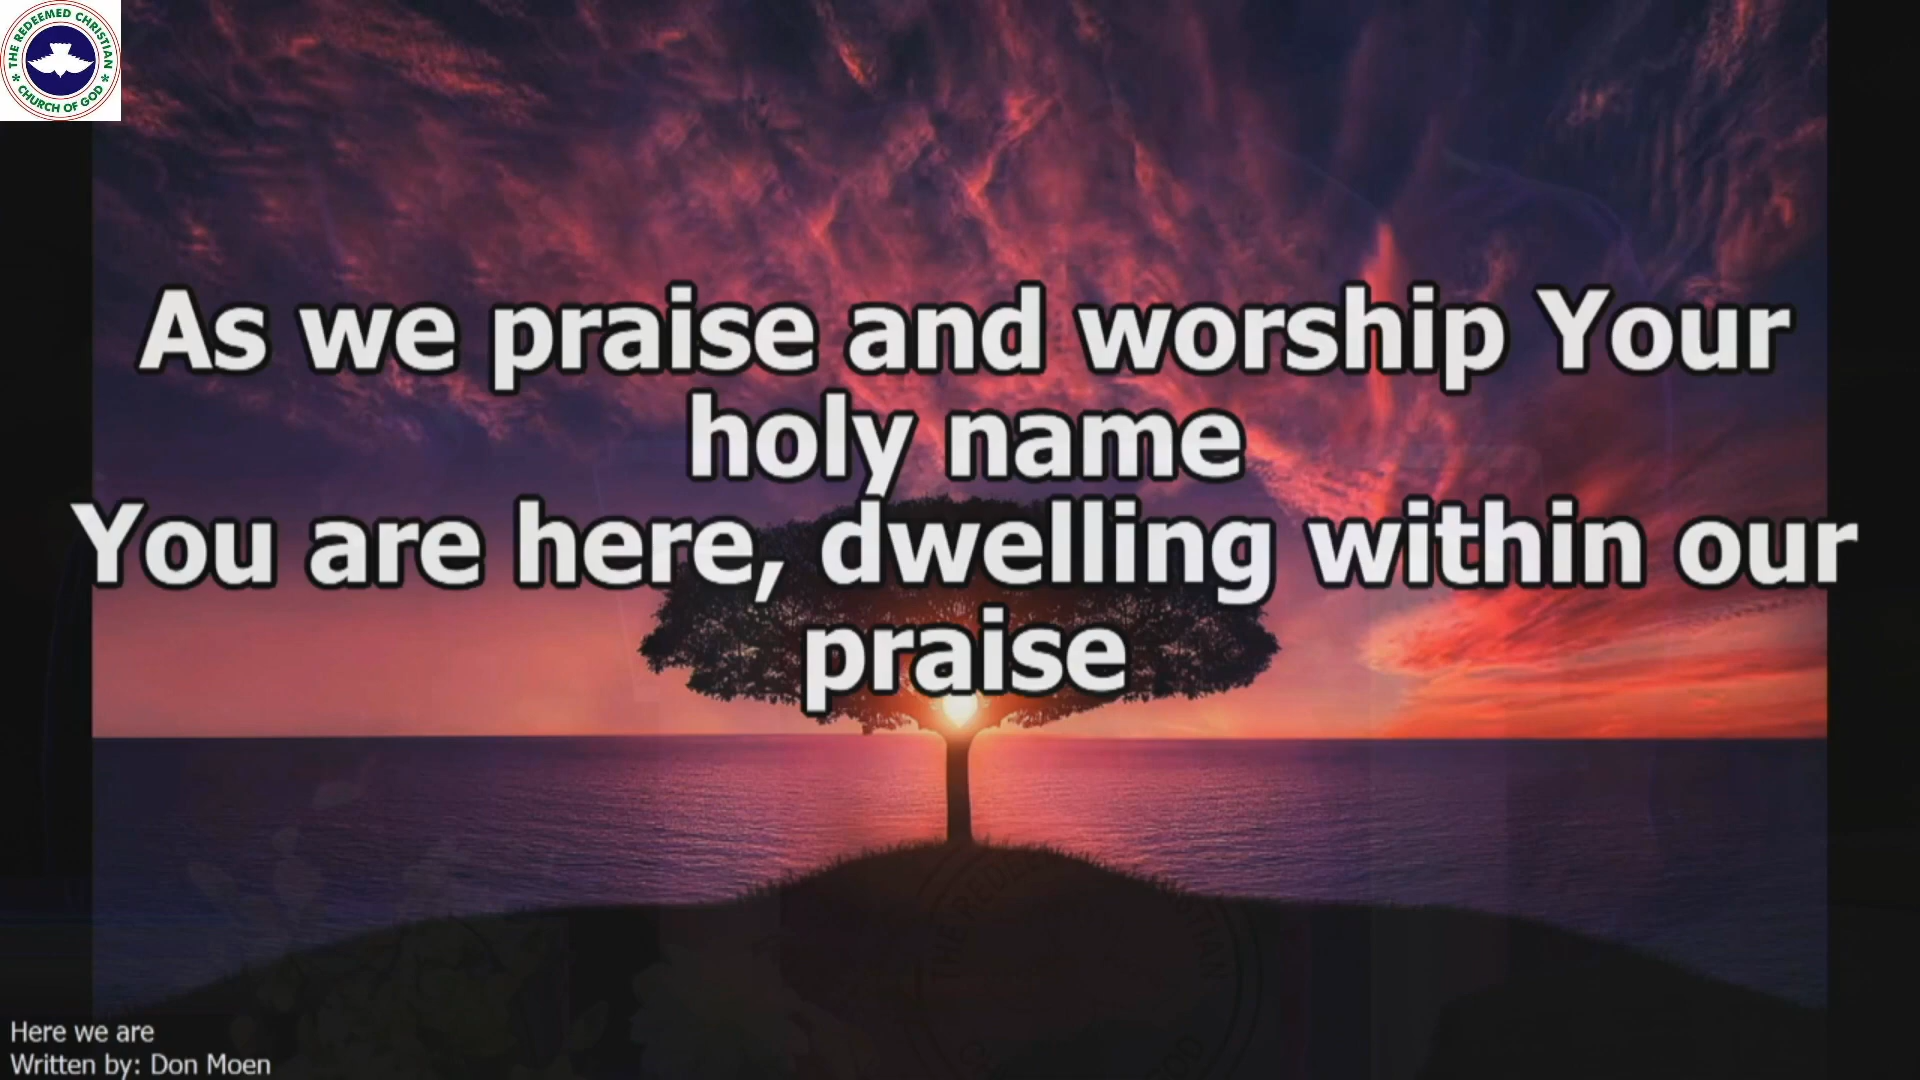 THE REDEEMED CHRISTIAN
CHURCH OF GOD
As we praise and worship Your
holy name
You are here, dwelling within our
praise
Here we are
Written by: Don Moen